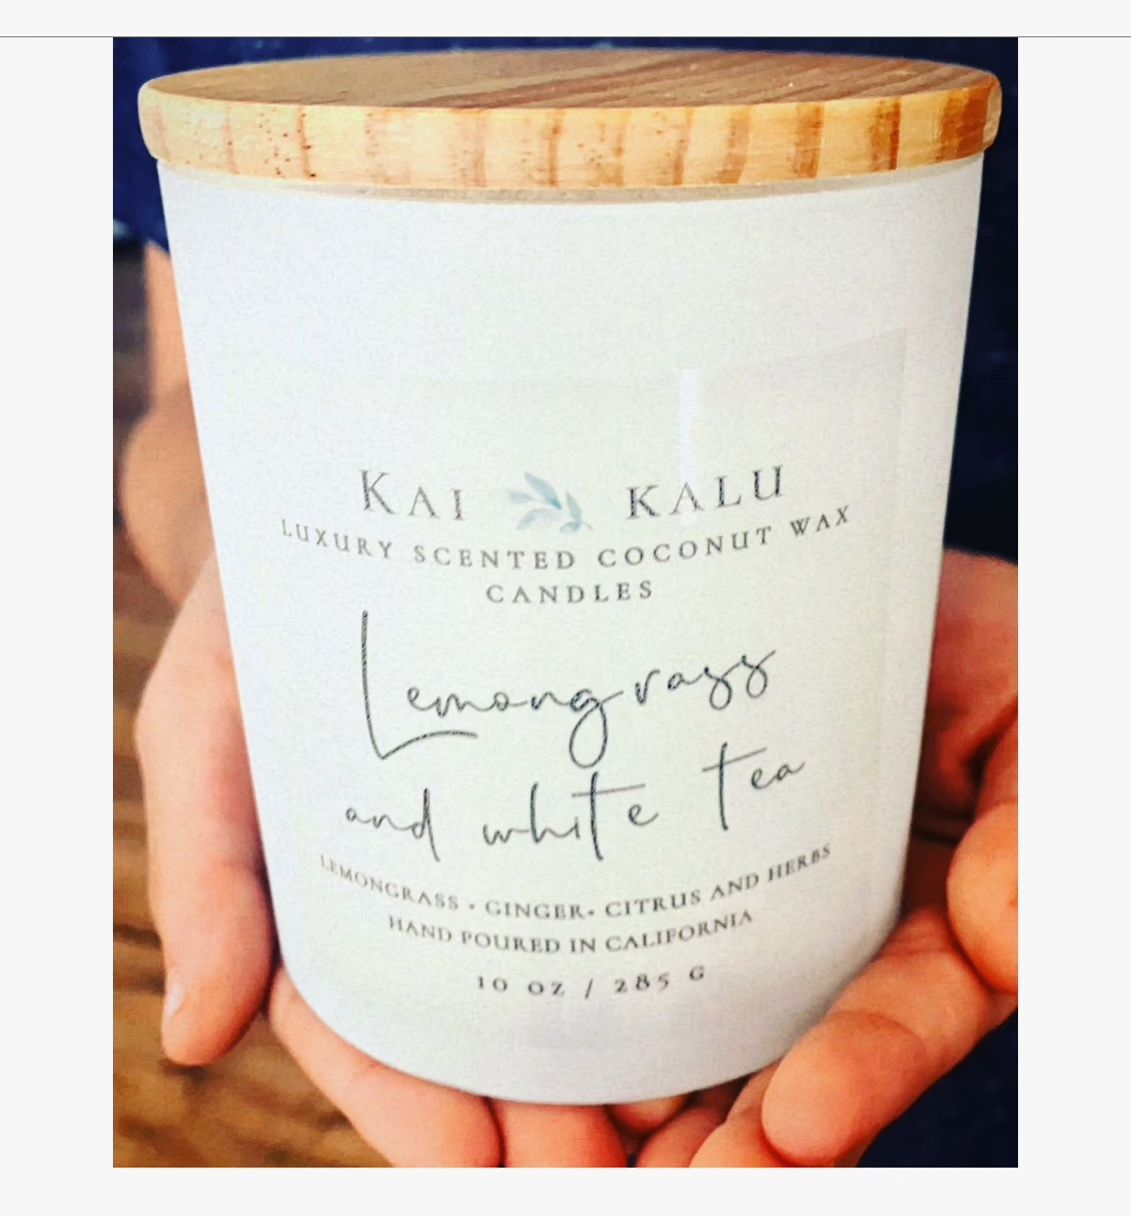 KAI KALU
LUXURY SCENTED COCONUT WAX
CANDLES
Lemongrass
and white tea
LEMONGRASS • GINGER• CITRUS AND HERBS
HAND POURED IN CALIFORNIA
10 OZ / 285 G